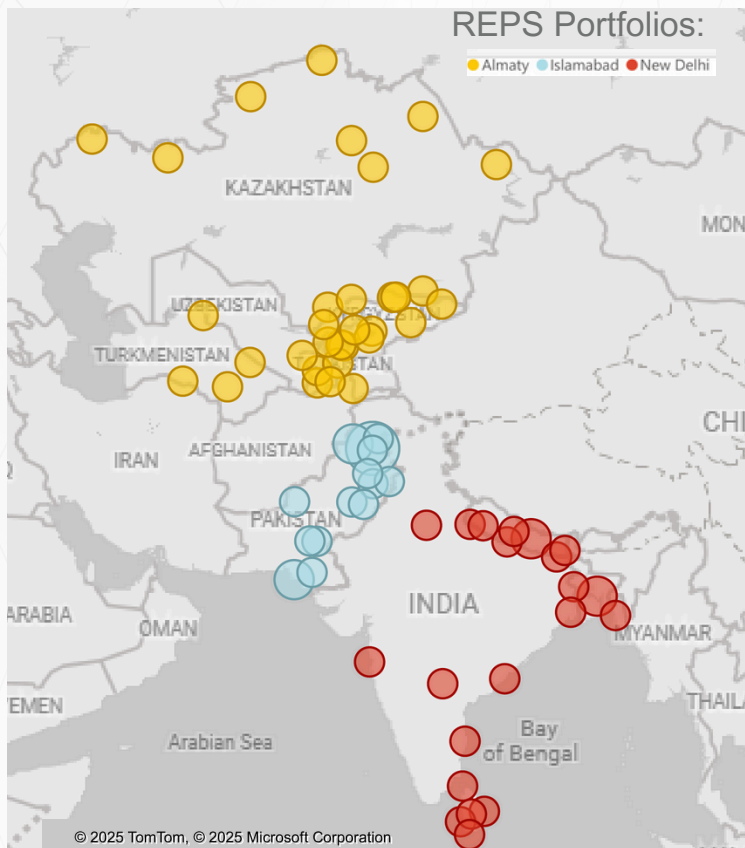 REPS Portfolios:
Almaty Islamabad New Delhi
KAZAKHSTAN
MON
UZBEKISTAN
TURKMENISTAN
CHI
AFGHANISTAN
IRAN
PAKISTAN
INDIA
ARABIA
OMAN
MYANMAR
YEMEN
THAILA
Arabian Sea
Bay
of Bengal
© 2025 TomTom, © 2025 Microsoft Corporation